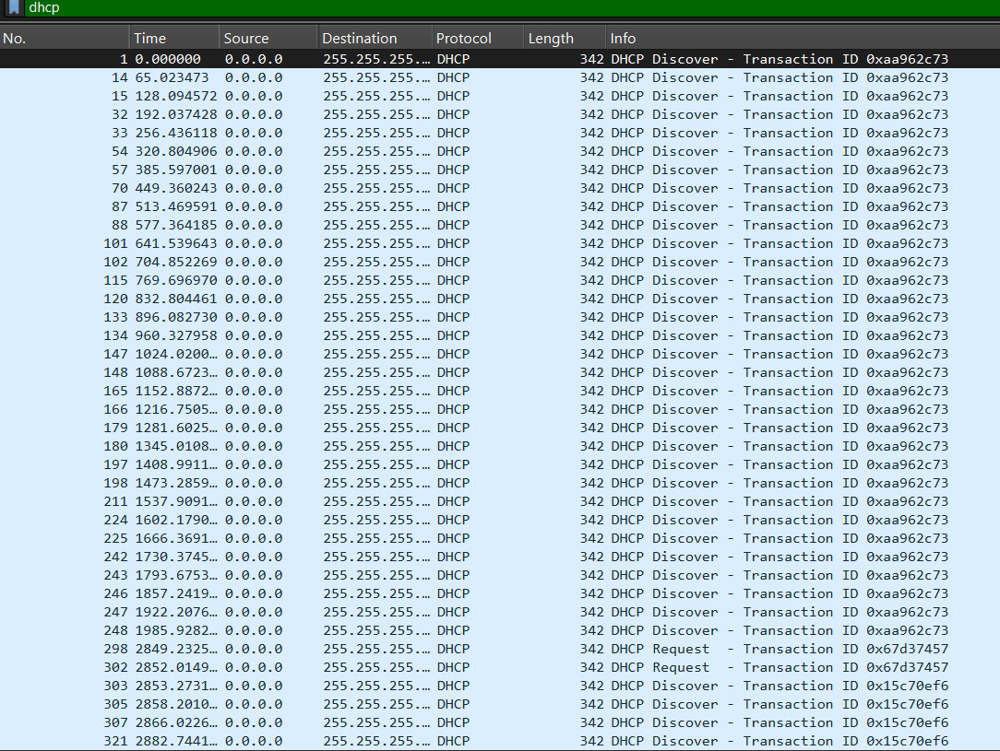 dhcp
No. Time Source Destination Protocol Length Info
1 0.000000 0.0.0.0 255.255.255.… DHCP 342 DHCP Discover - Transaction ID 0xaa962c73
14 65.023473 0.0.0.0 255.255.255.… DHCP 342 DHCP Discover - Transaction ID 0xaa962c73
15 128.094572 0.0.0.0 255.255.255.… DHCP 342 DHCP Discover - Transaction ID 0xaa962c73
32 192.037428 0.0.0.0 255.255.255.… DHCP 342 DHCP Discover - Transaction ID 0xaa962c73
33 256.436118 0.0.0.0 255.255.255.… DHCP 342 DHCP Discover - Transaction ID 0xaa962c73
54 320.804906 0.0.0.0 255.255.255.… DHCP 342 DHCP Discover - Transaction ID 0xaa962c73
57 385.597001 0.0.0.0 255.255.255.… DHCP 342 DHCP Discover - Transaction ID 0xaa962c73
70 449.360243 0.0.0.0 255.255.255.… DHCP 342 DHCP Discover - Transaction ID 0xaa962c73
87 513.469591 0.0.0.0 255.255.255.… DHCP 342 DHCP Discover - Transaction ID 0xaa962c73
88 577.364185 0.0.0.0 255.255.255.… DHCP 342 DHCP Discover - Transaction ID 0xaa962c73
101 641.539643 0.0.0.0 255.255.255.… DHCP 342 DHCP Discover - Transaction ID 0xaa962c73
102 704.852269 0.0.0.0 255.255.255.… DHCP 342 DHCP Discover - Transaction ID 0xaa962c73
115 769.696970 0.0.0.0 255.255.255.… DHCP 342 DHCP Discover - Transaction ID 0xaa962c73
120 832.804461 0.0.0.0 255.255.255.… DHCP 342 DHCP Discover - Transaction ID 0xaa962c73
133 896.082730 0.0.0.0 255.255.255.… DHCP 342 DHCP Discover - Transaction ID 0xaa962c73
134 960.327958 0.0.0.0 255.255.255.… DHCP 342 DHCP Discover - Transaction ID 0xaa962c73
147 1024.0200… 0.0.0.0 255.255.255.… DHCP 342 DHCP Discover - Transaction ID 0xaa962c73
148 1088.6723… 0.0.0.0 255.255.255.… DHCP 342 DHCP Discover - Transaction ID 0xaa962c73
165 1152.8872… 0.0.0.0 255.255.255.… DHCP 342 DHCP Discover - Transaction ID 0xaa962c73
166 1216.7505… 0.0.0.0 255.255.255.… DHCP 342 DHCP Discover - Transaction ID 0xaa962c73
179 1281.6025… 0.0.0.0 255.255.255.… DHCP 342 DHCP Discover - Transaction ID 0xaa962c73
180 1345.0108… 0.0.0.0 255.255.255.… DHCP 342 DHCP Discover - Transaction ID 0xaa962c73
197 1408.9911… 0.0.0.0 255.255.255.… DHCP 342 DHCP Discover - Transaction ID 0xaa962c73
198 1473.2859… 0.0.0.0 255.255.255.… DHCP 342 DHCP Discover - Transaction ID 0xaa962c73
211 1537.9091… 0.0.0.0 255.255.255.… DHCP 342 DHCP Discover - Transaction ID 0xaa962c73
224 1602.1790… 0.0.0.0 255.255.255.… DHCP 342 DHCP Discover - Transaction ID 0xaa962c73
225 1666.3691… 0.0.0.0 255.255.255.… DHCP 342 DHCP Discover - Transaction ID 0xaa962c73
242 1730.3745… 0.0.0.0 255.255.255.… DHCP 342 DHCP Discover - Transaction ID 0xaa962c73
243 1793.6753… 0.0.0.0 255.255.255.… DHCP 342 DHCP Discover - Transaction ID 0xaa962c73
246 1857.2419… 0.0.0.0 255.255.255.… DHCP 342 DHCP Discover - Transaction ID 0xaa962c73
247 1922.2076… 0.0.0.0 255.255.255.… DHCP 342 DHCP Discover - Transaction ID 0xaa962c73
248 1985.9282… 0.0.0.0 255.255.255.… DHCP 342 DHCP Discover - Transaction ID 0xaa962c73
298 2849.2325… 0.0.0.0 255.255.255.… DHCP 342 DHCP Request - Transaction ID 0x67d37457
302 2852.0149… 0.0.0.0 255.255.255.… DHCP 342 DHCP Request - Transaction ID 0x67d37457
303 2853.2731… 0.0.0.0 255.255.255.… DHCP 342 DHCP Discover - Transaction ID 0x15c70ef6
305 2858.2010… 0.0.0.0 255.255.255.… DHCP 342 DHCP Discover - Transaction ID 0x15c70ef6
307 2866.0226… 0.0.0.0 255.255.255.… DHCP 342 DHCP Discover - Transaction ID 0x15c70ef6
321 2882.7441… 0.0.0.0 255.255.255.… DHCP 342 DHCP Discover - Transaction ID 0x15c70ef6